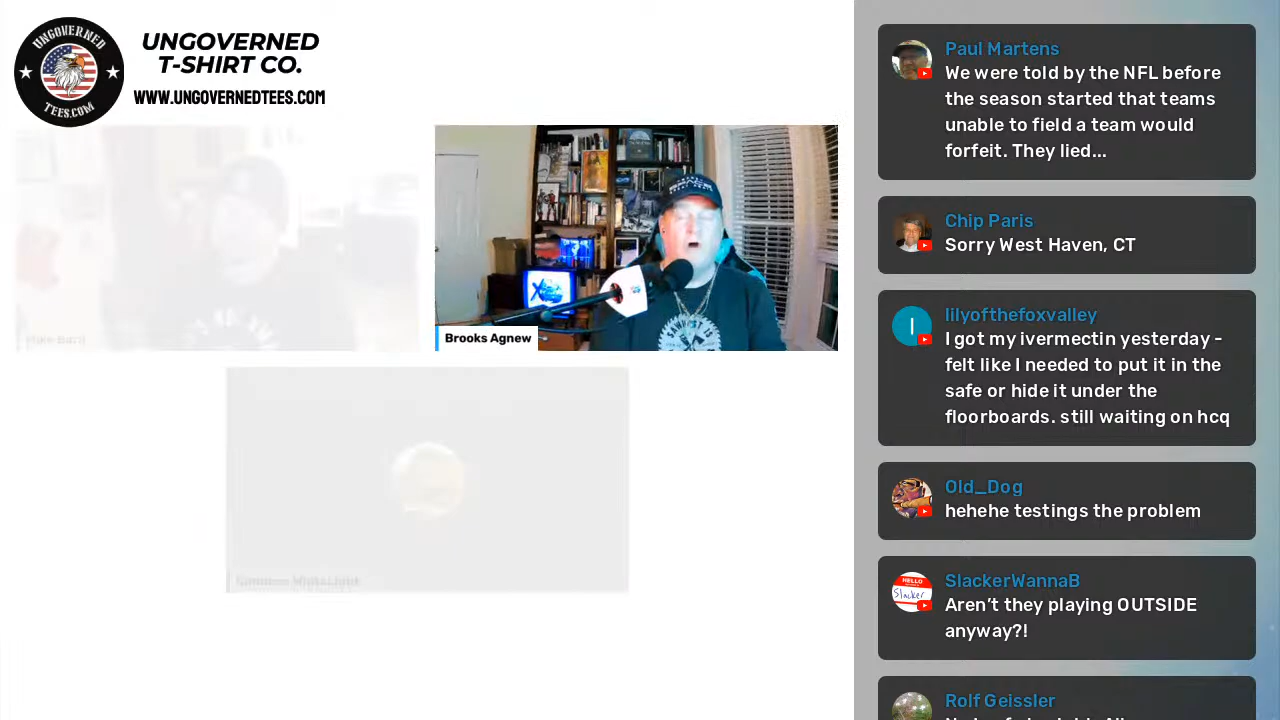 UNGOVERNED
TEES.COM
UNGOVERNED
T-SHIRT CO.
WWW.UNGOVERNEDTEES.COM
Mike Bara
Brooks Agnew
Paul Martens
We were told by the NFL before
the season started that teams
unable to field a team would
forfeit. They lied...
Chip Paris
Sorry West Haven, CT
lilyofthefoxvalley
I got my ivermectin yesterday -
felt like I needed to put it in the
safe or hide it under the
floorboards. still waiting on hcq
Old_Dog
hehehe testings the problem
HELLO
Slacker
SlackerWannaB
Aren't they playing OUTSIDE
anyway?!
Rolf Geissler